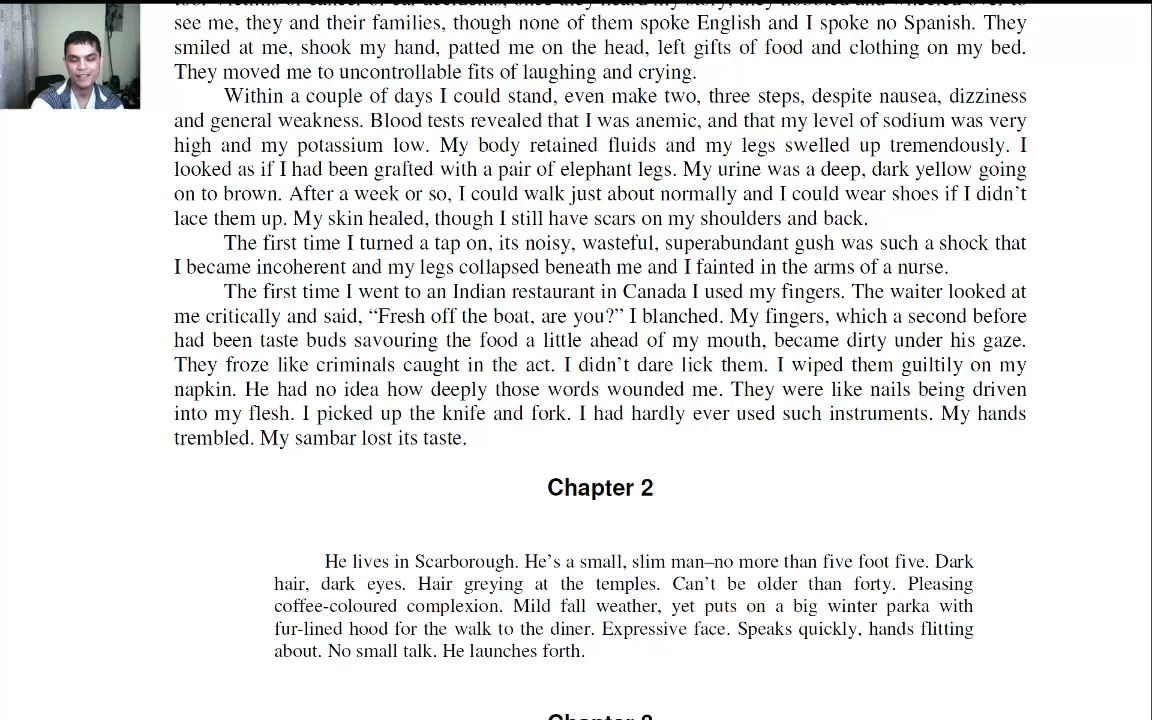 see me, they and their families, though none of them spoke English and I spoke no Spanish. They
smiled at me, shook my hand, patted me on the head, left gifts of food and clothing on my bed.
They moved me to uncontrollable fits of laughing and crying.
Within a couple of days I could stand, even make two, three steps, despite nausea, dizziness
and general weakness. Blood tests revealed that I was anemic, and that my level of sodium was very
high and my potassium low. My body retained fluids and my legs swelled up tremendously. I
looked as if I had been grafted with a pair of elephant legs. My urine was a deep, dark yellow going
on to brown. After a week or so, I could walk just about normally and I could wear shoes if I didn’t
lace them up. My skin healed, though I still have scars on my shoulders and back.
The first time I turned a tap on, its noisy, wasteful, superabundant gush was such a shock that
I became incoherent and my legs collapsed beneath me and I fainted in the arms of a nurse.
The first time I went to an Indian restaurant in Canada I used my fingers. The waiter looked at
me critically and said, “Fresh off the boat, are you?” I blanched. My fingers, which a second before
had been taste buds savouring the food a little ahead of my mouth, became dirty under his gaze.
They froze like criminals caught in the act. I didn’t dare lick them. I wiped them guiltily on my
napkin. He had no idea how deeply those words wounded me. They were like nails being driven
into my flesh. I picked up the knife and fork. I had hardly ever used such instruments. My hands
trembled. My sambar lost its taste.
Chapter 2
He lives in Scarborough. He’s a small, slim man–no more than five foot five. Dark
hair, dark eyes. Hair greying at the temples. Can’t be older than forty. Pleasing
coffee-coloured complexion. Mild fall weather, yet puts on a big winter parka with
fur-lined hood for the walk to the diner. Expressive face. Speaks quickly, hands flitting
about. No small talk. He launches forth.